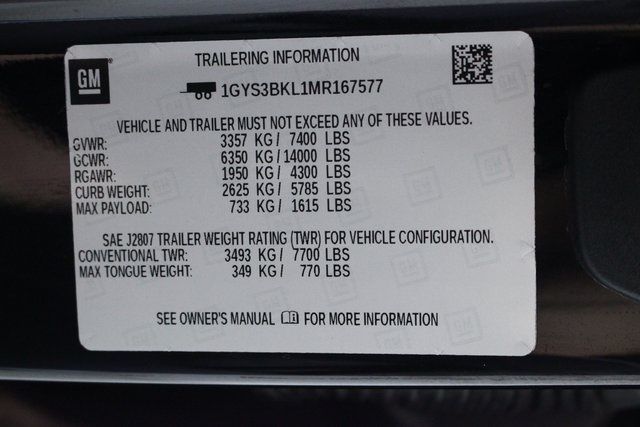 GM
TRAILERING INFORMATION
1GYS3BKL1MR167577
VEHICLE AND TRAILER MUST NOT EXCEED ANY OF THESE VALUES.
GVWR: 3357 KG / 7400 LBS
GCWR: 6350 KG / 14000 LBS
RGAWR: 1950 KG / 4300 LBS
CURB WEIGHT: 2625 KG / 5785 LBS
MAX PAYLOAD: 733 KG / 1615 LBS
SAE J2807 TRAILER WEIGHT RATING (TWR) FOR VEHICLE CONFIGURATION.
CONVENTIONAL TWR: 3493 KG / 7700 LBS
MAX TONGUE WEIGHT: 349 KG / 770 LBS
SEE OWNER'S MANUAL FOR MORE INFORMATION